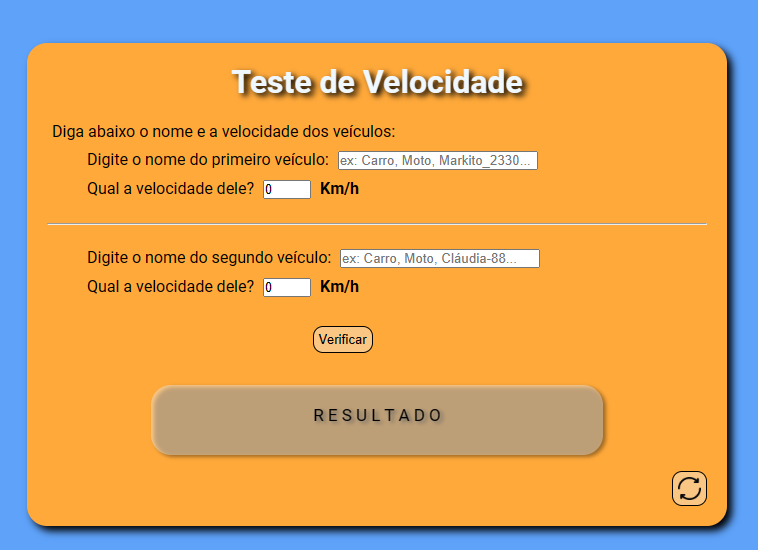 Teste de Velocidade
Diga abaixo o nome e a velocidade dos veículos:
Digite o nome do primeiro veículo: ex: Carro, Moto, Markito_2330...
Qual a velocidade dele? 0 Km/h
Digite o nome do segundo veículo: ex: Carro, Moto, Cláudia-88...
Qual a velocidade dele? 0 Km/h
Verificar
RESULTADO